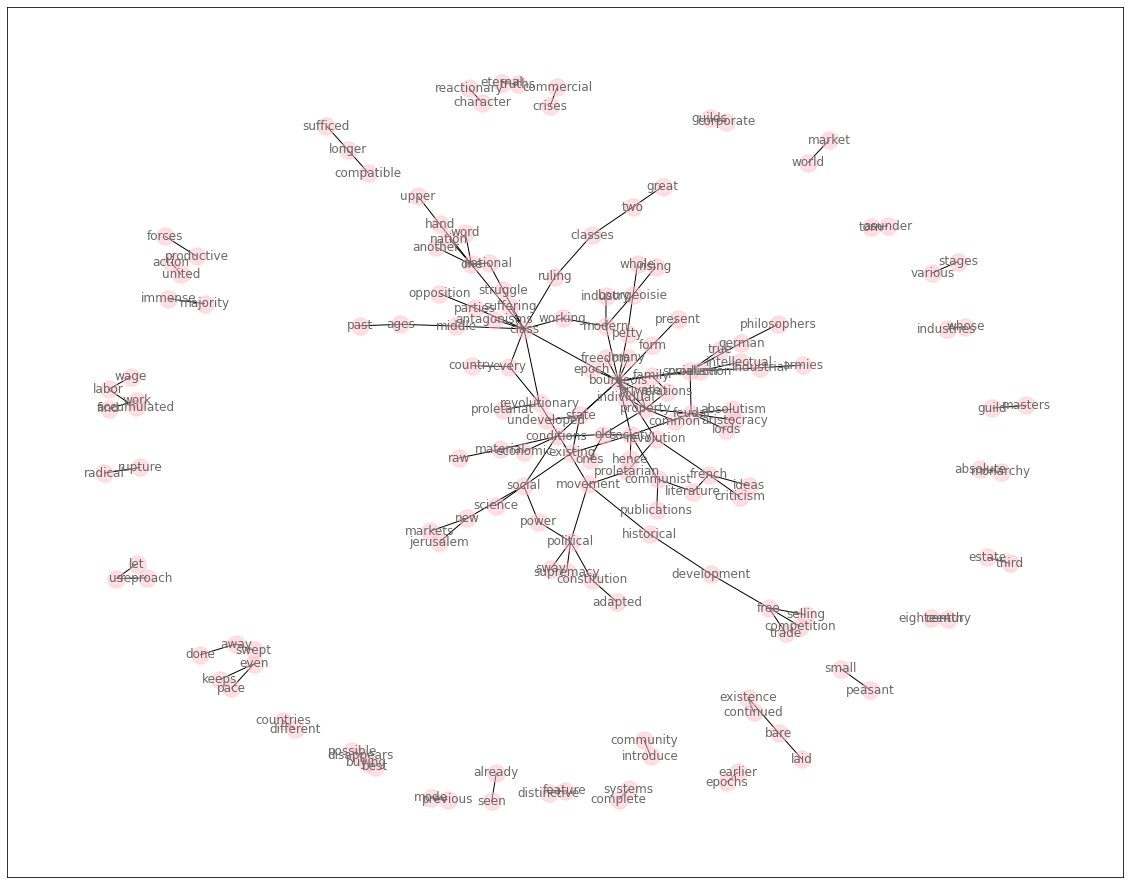 eternal
truths
reactionary
commercial
character
crises
guilds
corporate
sufficed
market
longer
world
compatible
great
upper
two
hand
torn
asunder
word
classes
forces
nation
another
productive
action
one
national
whole
rising
stages
united
ruling
various
struggle
opposition
industry
bourgeoisie
immense
majority
suffering
parties
antagonisms
working
present
past
ages
middle
class
modern
petty
philosophers
industries
whose
form
german
true
freedom
many
country
every
epoch
family
intellectual
industrial
armies
bourgeois
wage
labor
relations
individual
work
accumulated
find
revolutionary
proletariat
property
feudal
absolutism
guild
masters
undeveloped
state
common
aristocracy
lords
conditions
old
society
revolution
material
economic
existing
raw
ones
hence
radical
rupture
proletarian
absolute
monarchy
social
movement
communist
french
literature
ideas
criticism
science
publications
new
power
markets
jerusalem
political
historical
let
us
reproach
sway
supremacy
constitution
development
estate
third
adapted
free
selling
competition
trade
eighteenth
century
away
done
swept
even
small
keeps
pace
peasant
existence
continued
countries
different
bare
community
introduce
possible
disappears
buying
best
laid
already
earlier
epochs
mode
previous
seen
distinctive
feature
systems
complete